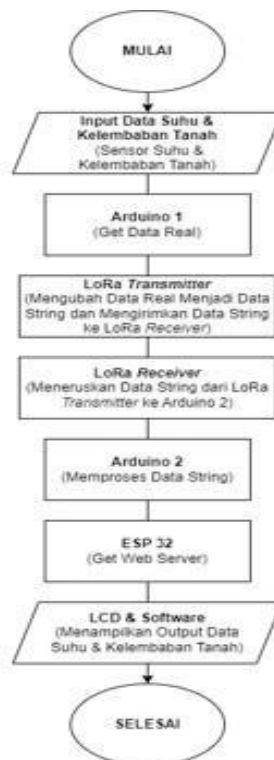 MULAI
Input Data Suhu &
Kelembaban Tanah
(Sensor Suhu &
Kelembaban Tanah)
Arduino 1
(Get Data Real)
LoRa Transmitter
(Mengubah Data Real Menjadi Data
String dan Mengirimkan Data String
ke LoRa Receiver)
LoRa Receiver
(Meneruskan Data String dari LoRa
Transmitter ke Arduino 2)
Arduino 2
(Memproses Data String)
ESP 32
(Get Web Server)
LCD & Software
(Menampilkan Output Data
Suhu & Kelembaban Tanah)
SELESAI